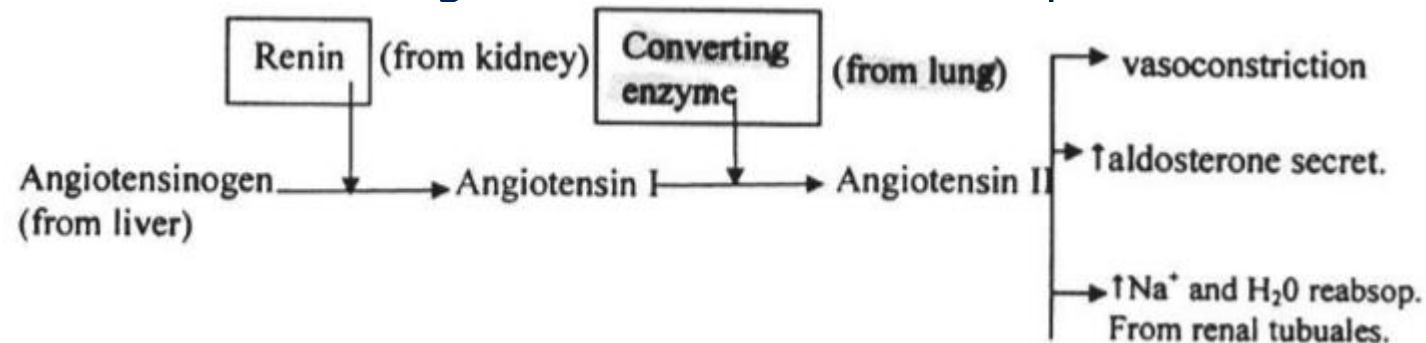 Renin (from kidney) Converting enzyme (from lung)
vasoconstriction
↑aldosterone secret.
Angiotensinogen Angiotensin I Angiotensin II
(from liver)
↑Na⁺ and H₂0 reabsop.
From renal tubuales.